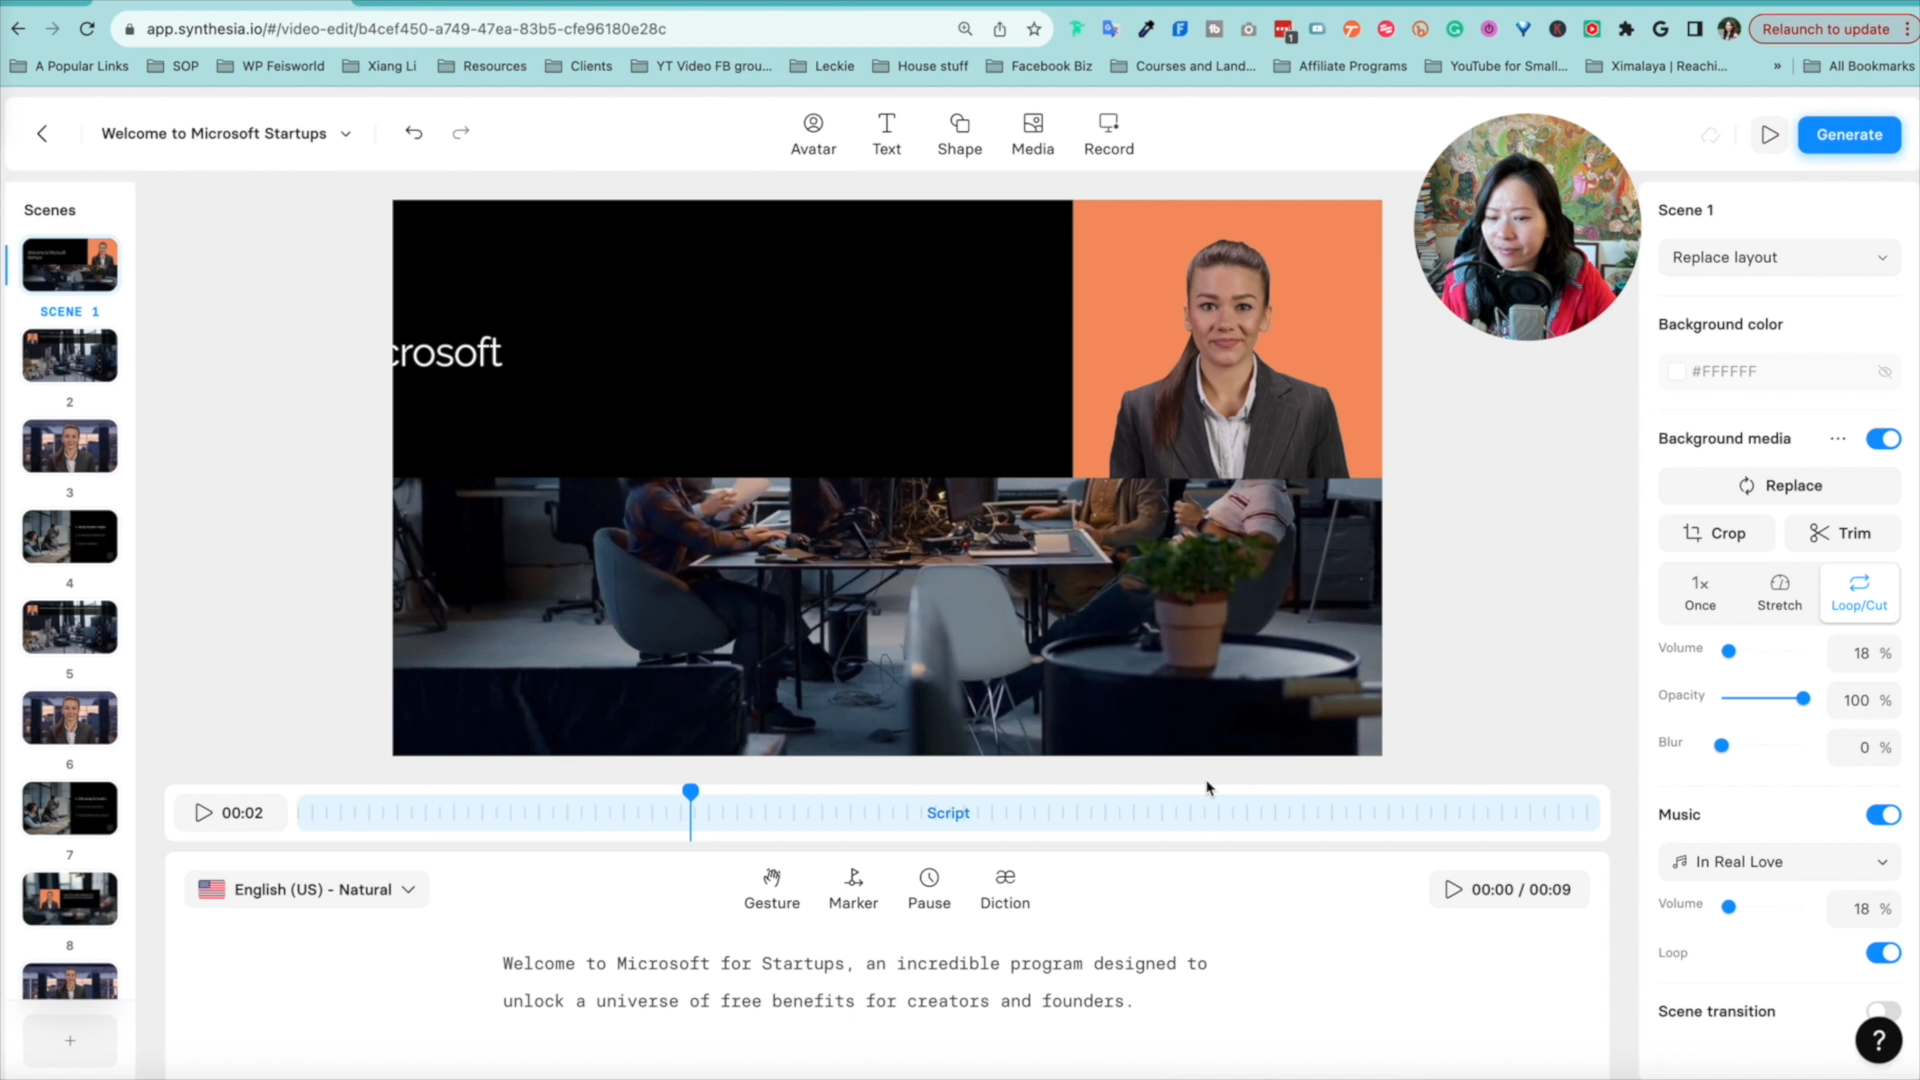 app.synthesia.io/#/video-edit/b4cef450-a749-47ea-83b5-cfe96180e28c
1
Relaunch to update
A Popular Links
SOP
WP Feisworld
Xiang Li
Resources
Clients
YT Video FB grou...
Leckie
House stuff
Facebook Biz
Courses and Land...
Affiliate Programs
YouTube for Small...
Ximalaya | Reachi...
»
All Bookmarks
Welcome to Microsoft Startups
Avatar
Text
Shape
Media
Record
Generate
Scenes
SCENE 1
2
3
4
5
6
7
8
+
crosoft
00:02
Script
English (US) - Natural
Gesture
Marker
Pause
Diction
00:00 / 00:09
Welcome to Microsoft for Startups, an incredible program designed to
unlock a universe of free benefits for creators and founders.
Scene 1
Replace layout
Background color
#FFFFFF
Background media
Replace
Crop
Trim
1x
Once
Stretch
Loop/Cut
Volume
18 %
Opacity
100 %
Blur
0 %
Music
In Real Love
Volume
18 %
Loop
Scene transition
?